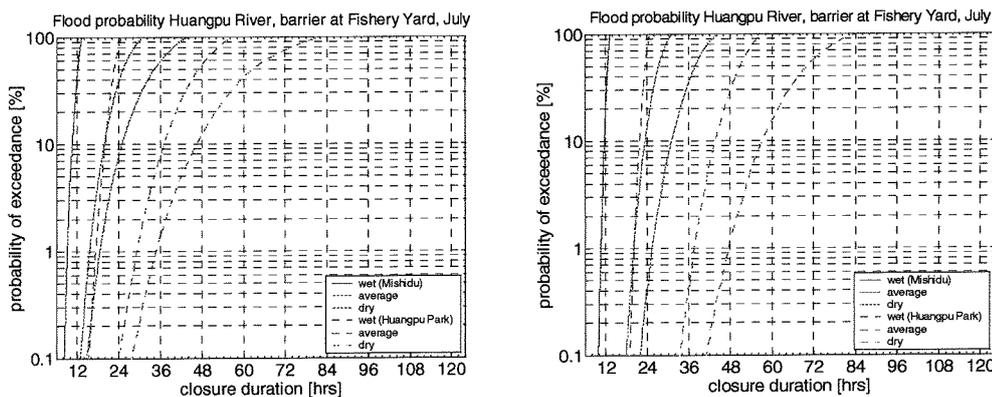 Flood probability Huangpu River, barrier at Fishery Yard, July
probability of exceedance [%]
100
10
1
0.1
12 24 36 48 60 72 84 96 108 120
closure duration [hrs]
wet (Mishidu)
average
dry
wet (Huangpu Park)
average
dry
Flood probability Huangpu River, barrier at Fishery Yard, July
probability of exceedance [%]
100
10
1
0.1
12 24 36 48 60 72 84 96 108 120
closure duration [hrs]
wet (Mishidu)
average
dry
wet (Huangpu Park)
average
dry